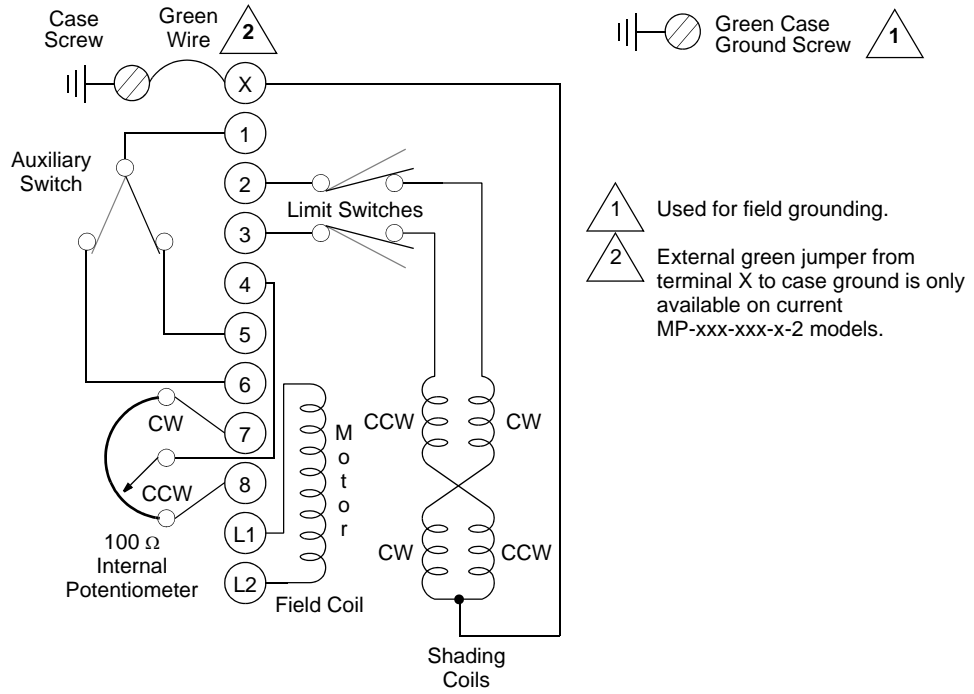 Case
Screw
Green
Wire
2
Green Case
Ground Screw
1
X
1
Auxiliary
Switch
2
Limit Switches
3
4
5
6
CW
7
CCW
8
100 Ω
Internal
Potentiometer
L1
L2
Motor
Field Coil
CCW
CW
CW
CCW
Shading
Coils
1
Used for field grounding.
2
External green jumper from
terminal X to case ground is only
available on current
MP-xxx-xxx-x-2 models.